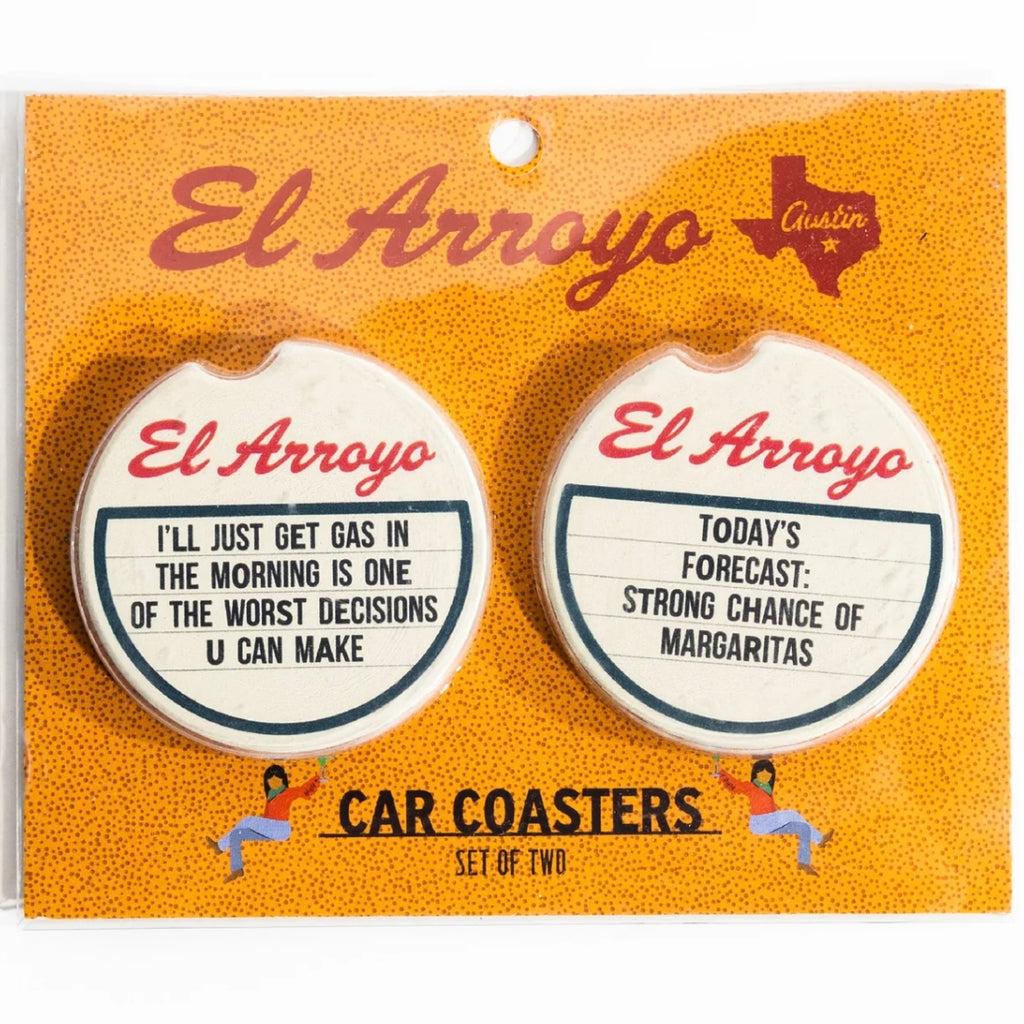 El Arroyo
Austin
El Arroyo
I'LL JUST GET GAS IN
THE MORNING IS ONE
OF THE WORST DECISIONS
U CAN MAKE
El Arroyo
TODAY'S
FORECAST:
STRONG CHANCE OF
MARGARITAS
CAR COASTERS
SET OF TWO